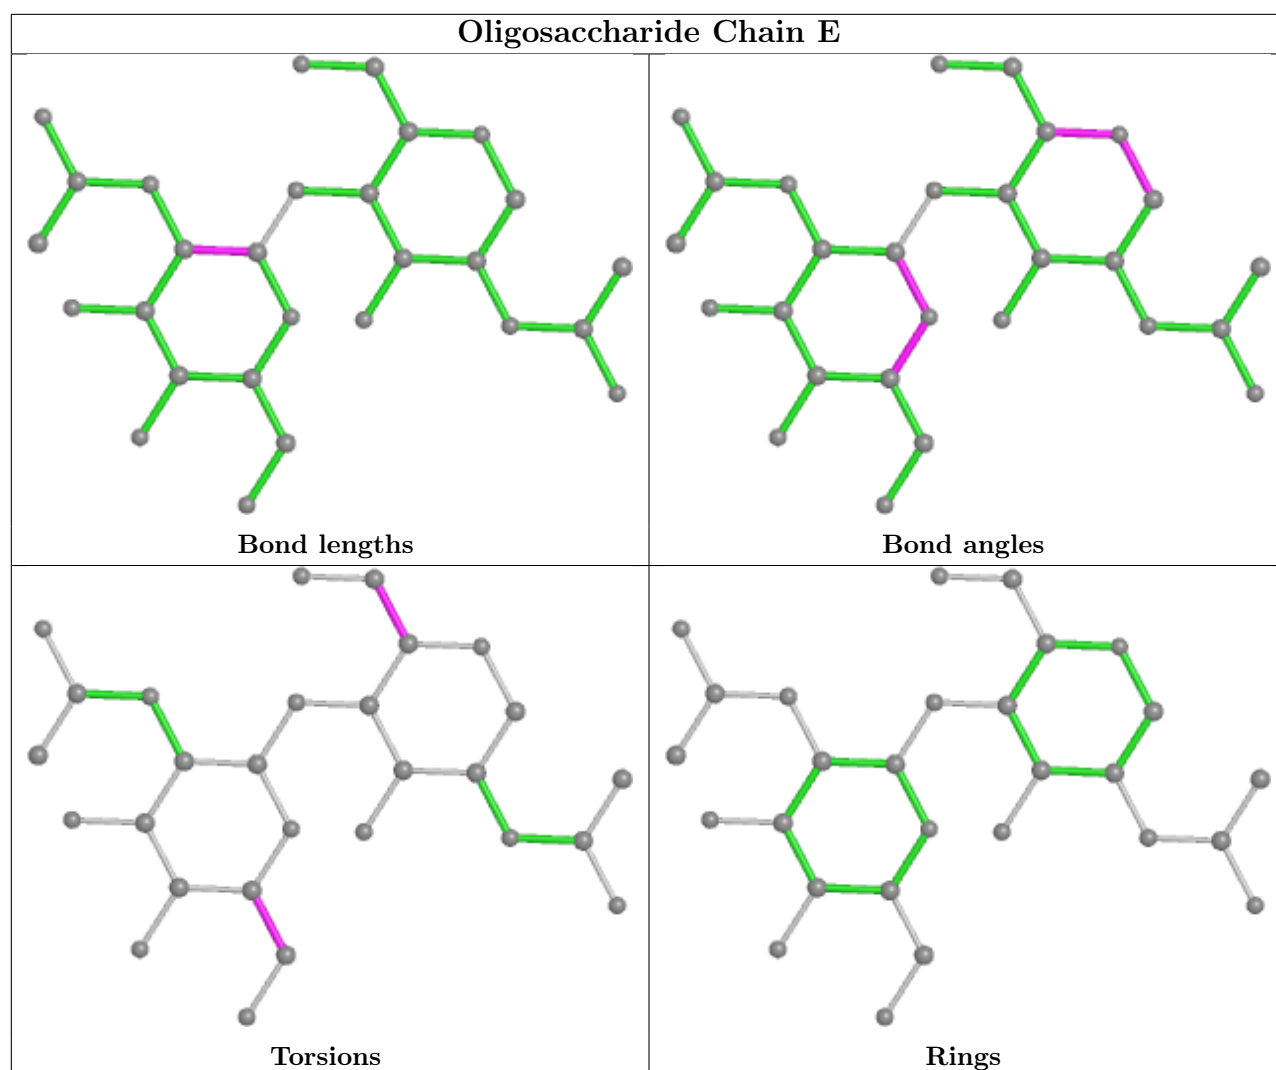 Oligosaccharide Chain E
Bond lengths
Bond angles
Torsions
Rings